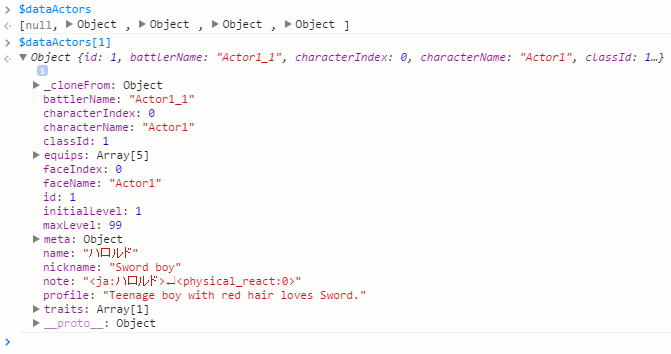 $dataActors
[null, ▶Object , ▶Object , ▶Object , ▶Object ]
$dataActors[1]
▼Object {id: 1, battlerName: "Actor1_1", characterIndex: 0, characterName: "Actor1", classId: 1…}
i
▶_cloneFrom: Object
battlerName: "Actor1_1"
characterIndex: 0
characterName: "Actor1"
classId: 1
▶equips: Array[5]
faceIndex: 0
faceName: "Actor1"
id: 1
initialLevel: 1
maxLevel: 99
▶meta: Object
name: "ハロルド"
nickname: "Sword boy"
note: "<ja:ハロルド>↵<physical_react:0>"
profile: "Teenage boy with red hair loves Sword."
▶traits: Array[1]
▶__proto__: Object